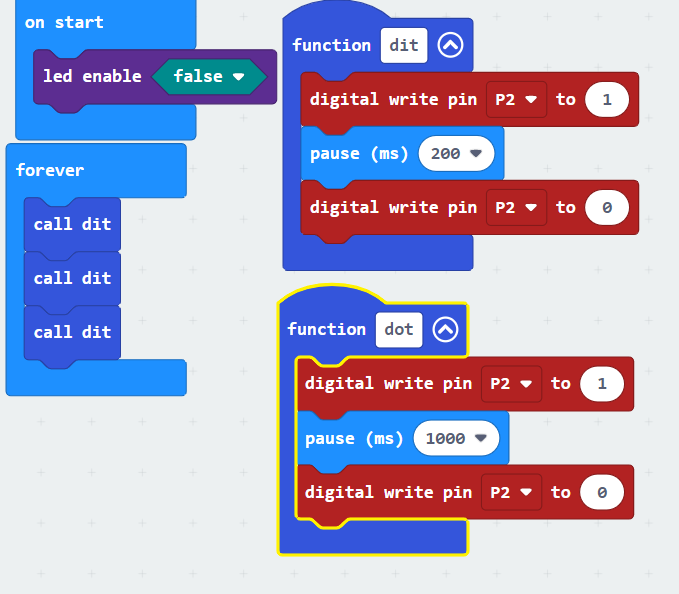 on start
led enable false
forever
call dit
call dit
call dit
function dit
digital write pin P2 to 1
pause (ms) 200
digital write pin P2 to 0
function dot
digital write pin P2 to 1
pause (ms) 1000
digital write pin P2 to 0